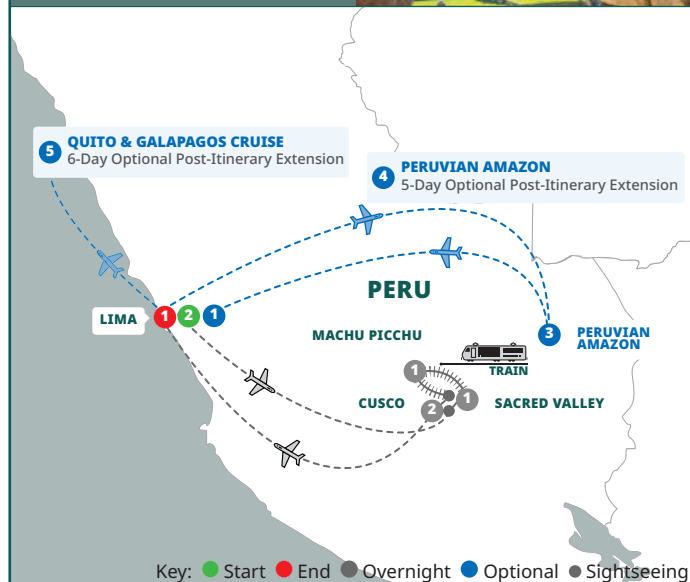 5 QUITO & GALAPAGOS CRUISE
6-Day Optional Post-Itinerary Extension
4 PERUVIAN AMAZON
5-Day Optional Post-Itinerary Extension
PERU
LIMA 1 2 1
MACHU PICCHU
3 PERUVIAN
AMAZON
TRAIN
1
CUSCO 2 1 SACRED VALLEY
Key: Start End Overnight Optional Sightseeing